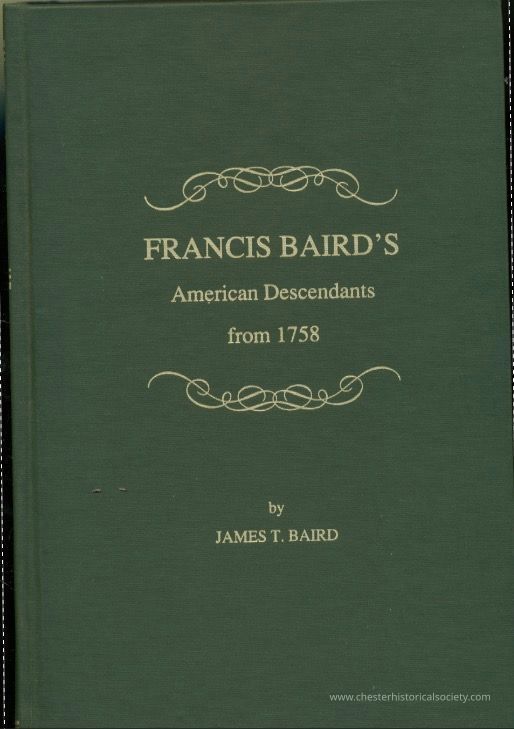 FRANCIS BAIRD'S
American Descendants
from 1758
by
JAMES T. BAIRD
www.chesterhistoricalsociety.com